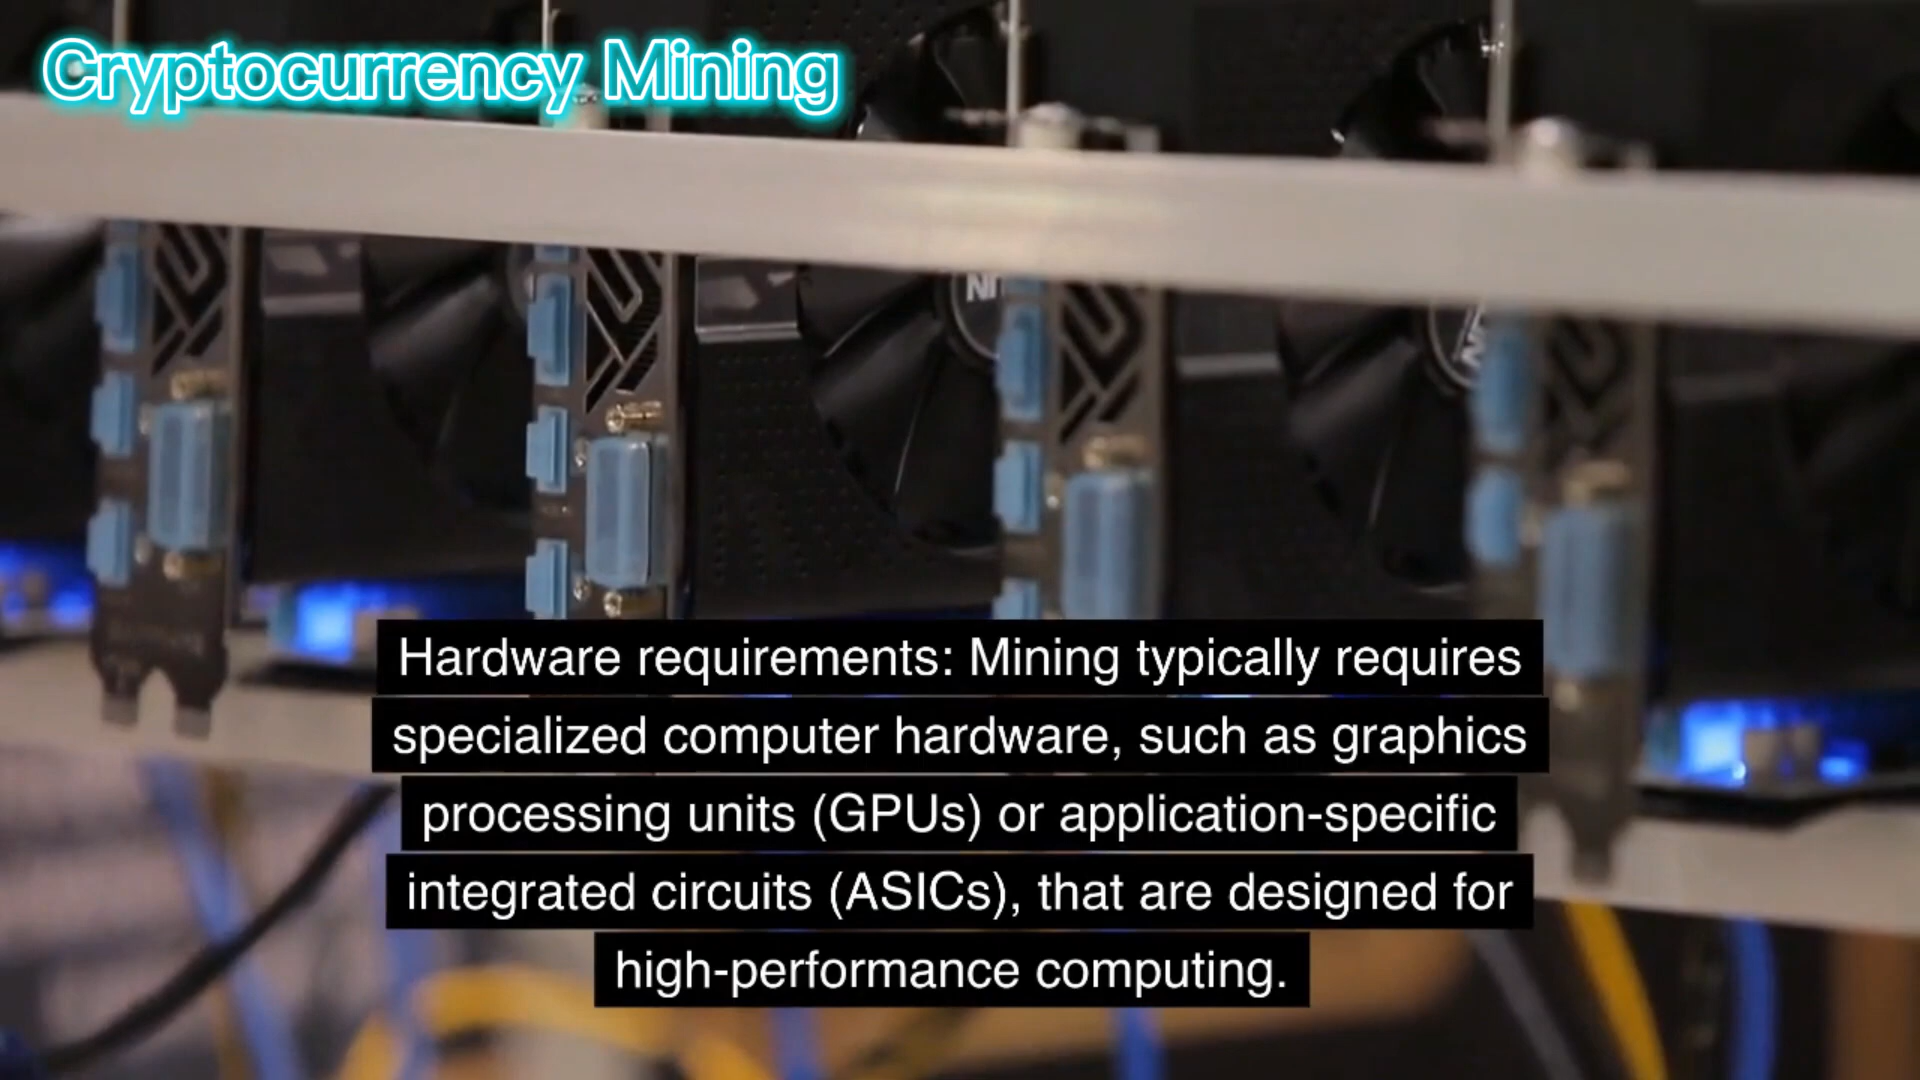 Cryptocurrency Mining
Hardware requirements: Mining typically requires
specialized computer hardware, such as graphics
processing units (GPUs) or application-specific
integrated circuits (ASICs), that are designed for
high-performance computing.